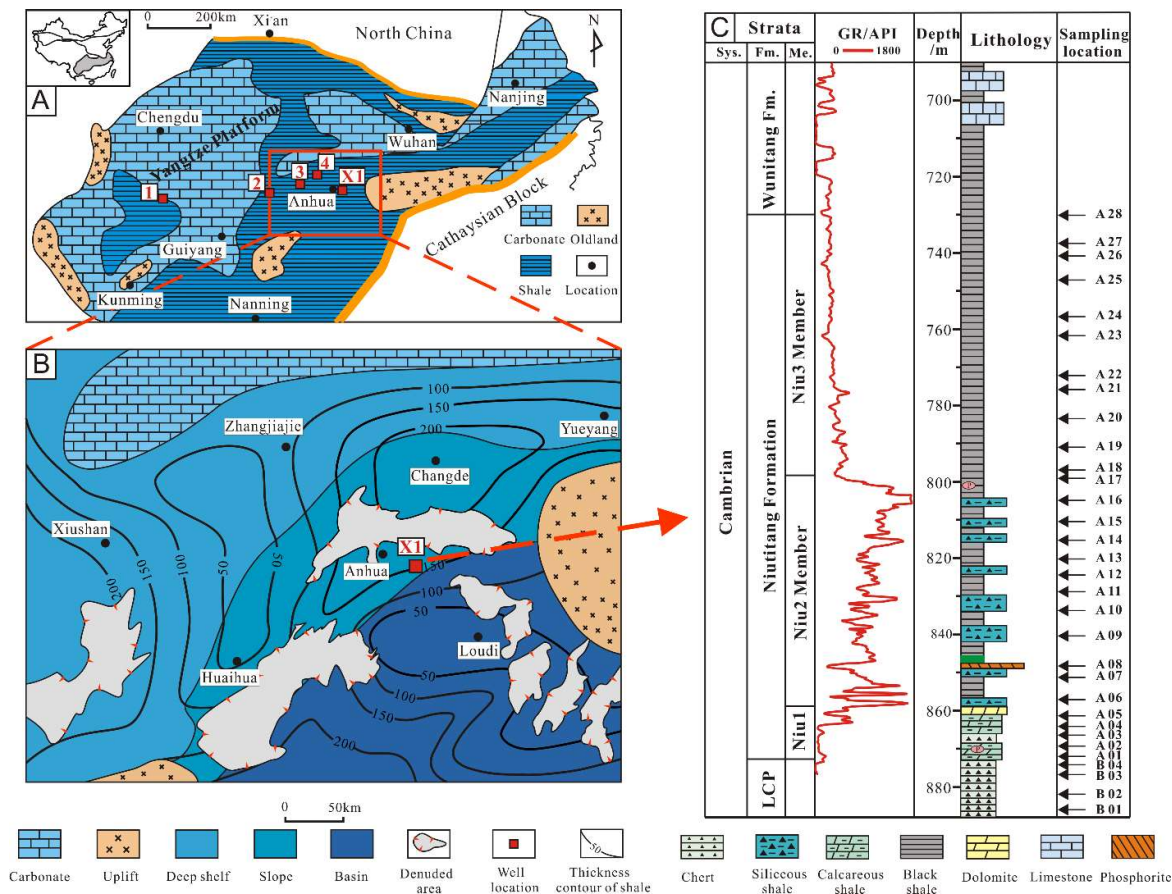 0 200km
Xi'an
North China
N
A
Chengdu
Yangtze Platform
Nanjing
Wuhan
1
2
3
4
X1
Anhua
Cathaysian Block
Guiyang
Kunming
Nanning
Carbonate
Oldland
Shale
Location
B
Zhangjiajic
Yueyang
100
150
200
Changde
Xiushan
50
50
100
150
200
X1
Anhua
150
100
50
Loudi
Huaihua
50
100
150
200
0 50km
Carbonate
Uplift
Deep shelf
Slope
Basin
Denuded
area
Well
location
50
Thickness
contour of shale
C
Strata
Sys. Fm. Me.
GR/API
0 1800
Depth
/m
Lithology
Sampling
location
Cambrian
Wunitang Fm.
Niutitang Formation
LCP
Niu3 Member
Niu2 Member
Niu1
700
720
740
760
780
800
820
840
860
880
P
P
A 28
A 27
A 26
A 25
A 24
A 23
A 22
A 21
A 20
A 19
A 18
A 17
A 16
A 15
A 14
A 13
A 12
A 11
A 10
A 09
A 08
A 07
A 06
A 05
A 04
A 03
A 02
A 01
B 04
B 03
B 02
B 01
Chert
Siliceous
shale
Calcareous
shale
Black
shale
Dolomite
Limestone
Phosphorite